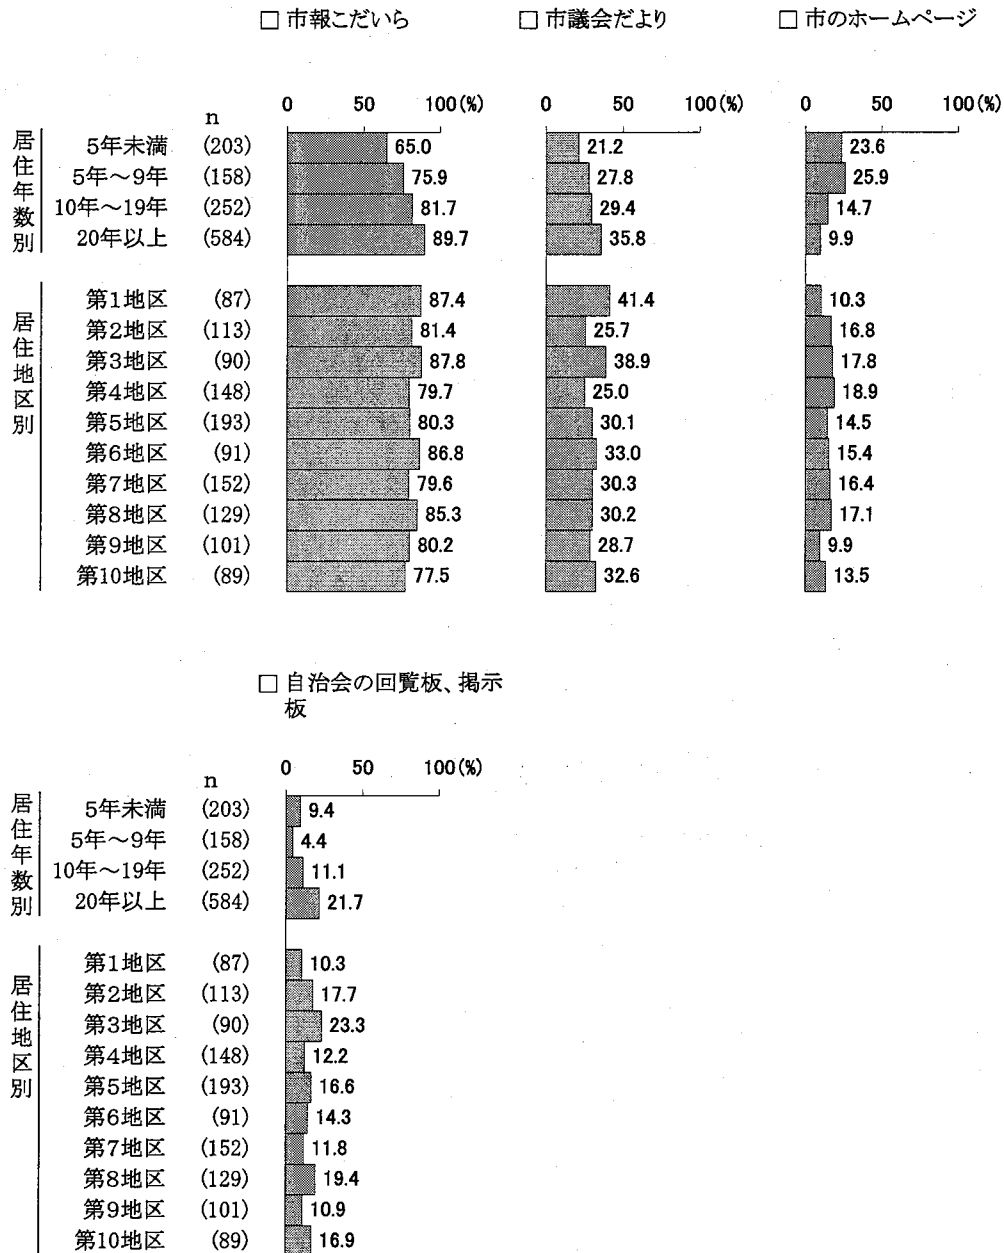 □ 市報こだいら □ 市議会だより □ 市のホームページ
0 50 100(%) 0 50 100(%) 0 50 100(%)
n
居住年数別
5年未満 (203) 65.0 21.2 23.6
5年～9年 (158) 75.9 27.8 25.9
10年～19年 (252) 81.7 29.4 14.7
20年以上 (584) 89.7 35.8 9.9
居住地区別
第1地区 (87) 87.4 41.4 10.3
第2地区 (113) 81.4 25.7 16.8
第3地区 (90) 87.8 38.9 17.8
第4地区 (148) 79.7 25.0 18.9
第5地区 (193) 80.3 30.1 14.5
第6地区 (91) 86.8 33.0 15.4
第7地区 (152) 79.6 30.3 16.4
第8地区 (129) 85.3 30.2 17.1
第9地区 (101) 80.2 28.7 9.9
第10地区 (89) 77.5 32.6 13.5
□ 自治会の回覧板、掲示
板
0 50 100(%)
n
居住年数別
5年未満 (203) 9.4
5年～9年 (158) 4.4
10年～19年 (252) 11.1
20年以上 (584) 21.7
居住地区別
第1地区 (87) 10.3
第2地区 (113) 17.7
第3地区 (90) 23.3
第4地区 (148) 12.2
第5地区 (193) 16.6
第6地区 (91) 14.3
第7地区 (152) 11.8
第8地区 (129) 19.4
第9地区 (101) 10.9
第10地区 (89) 16.9